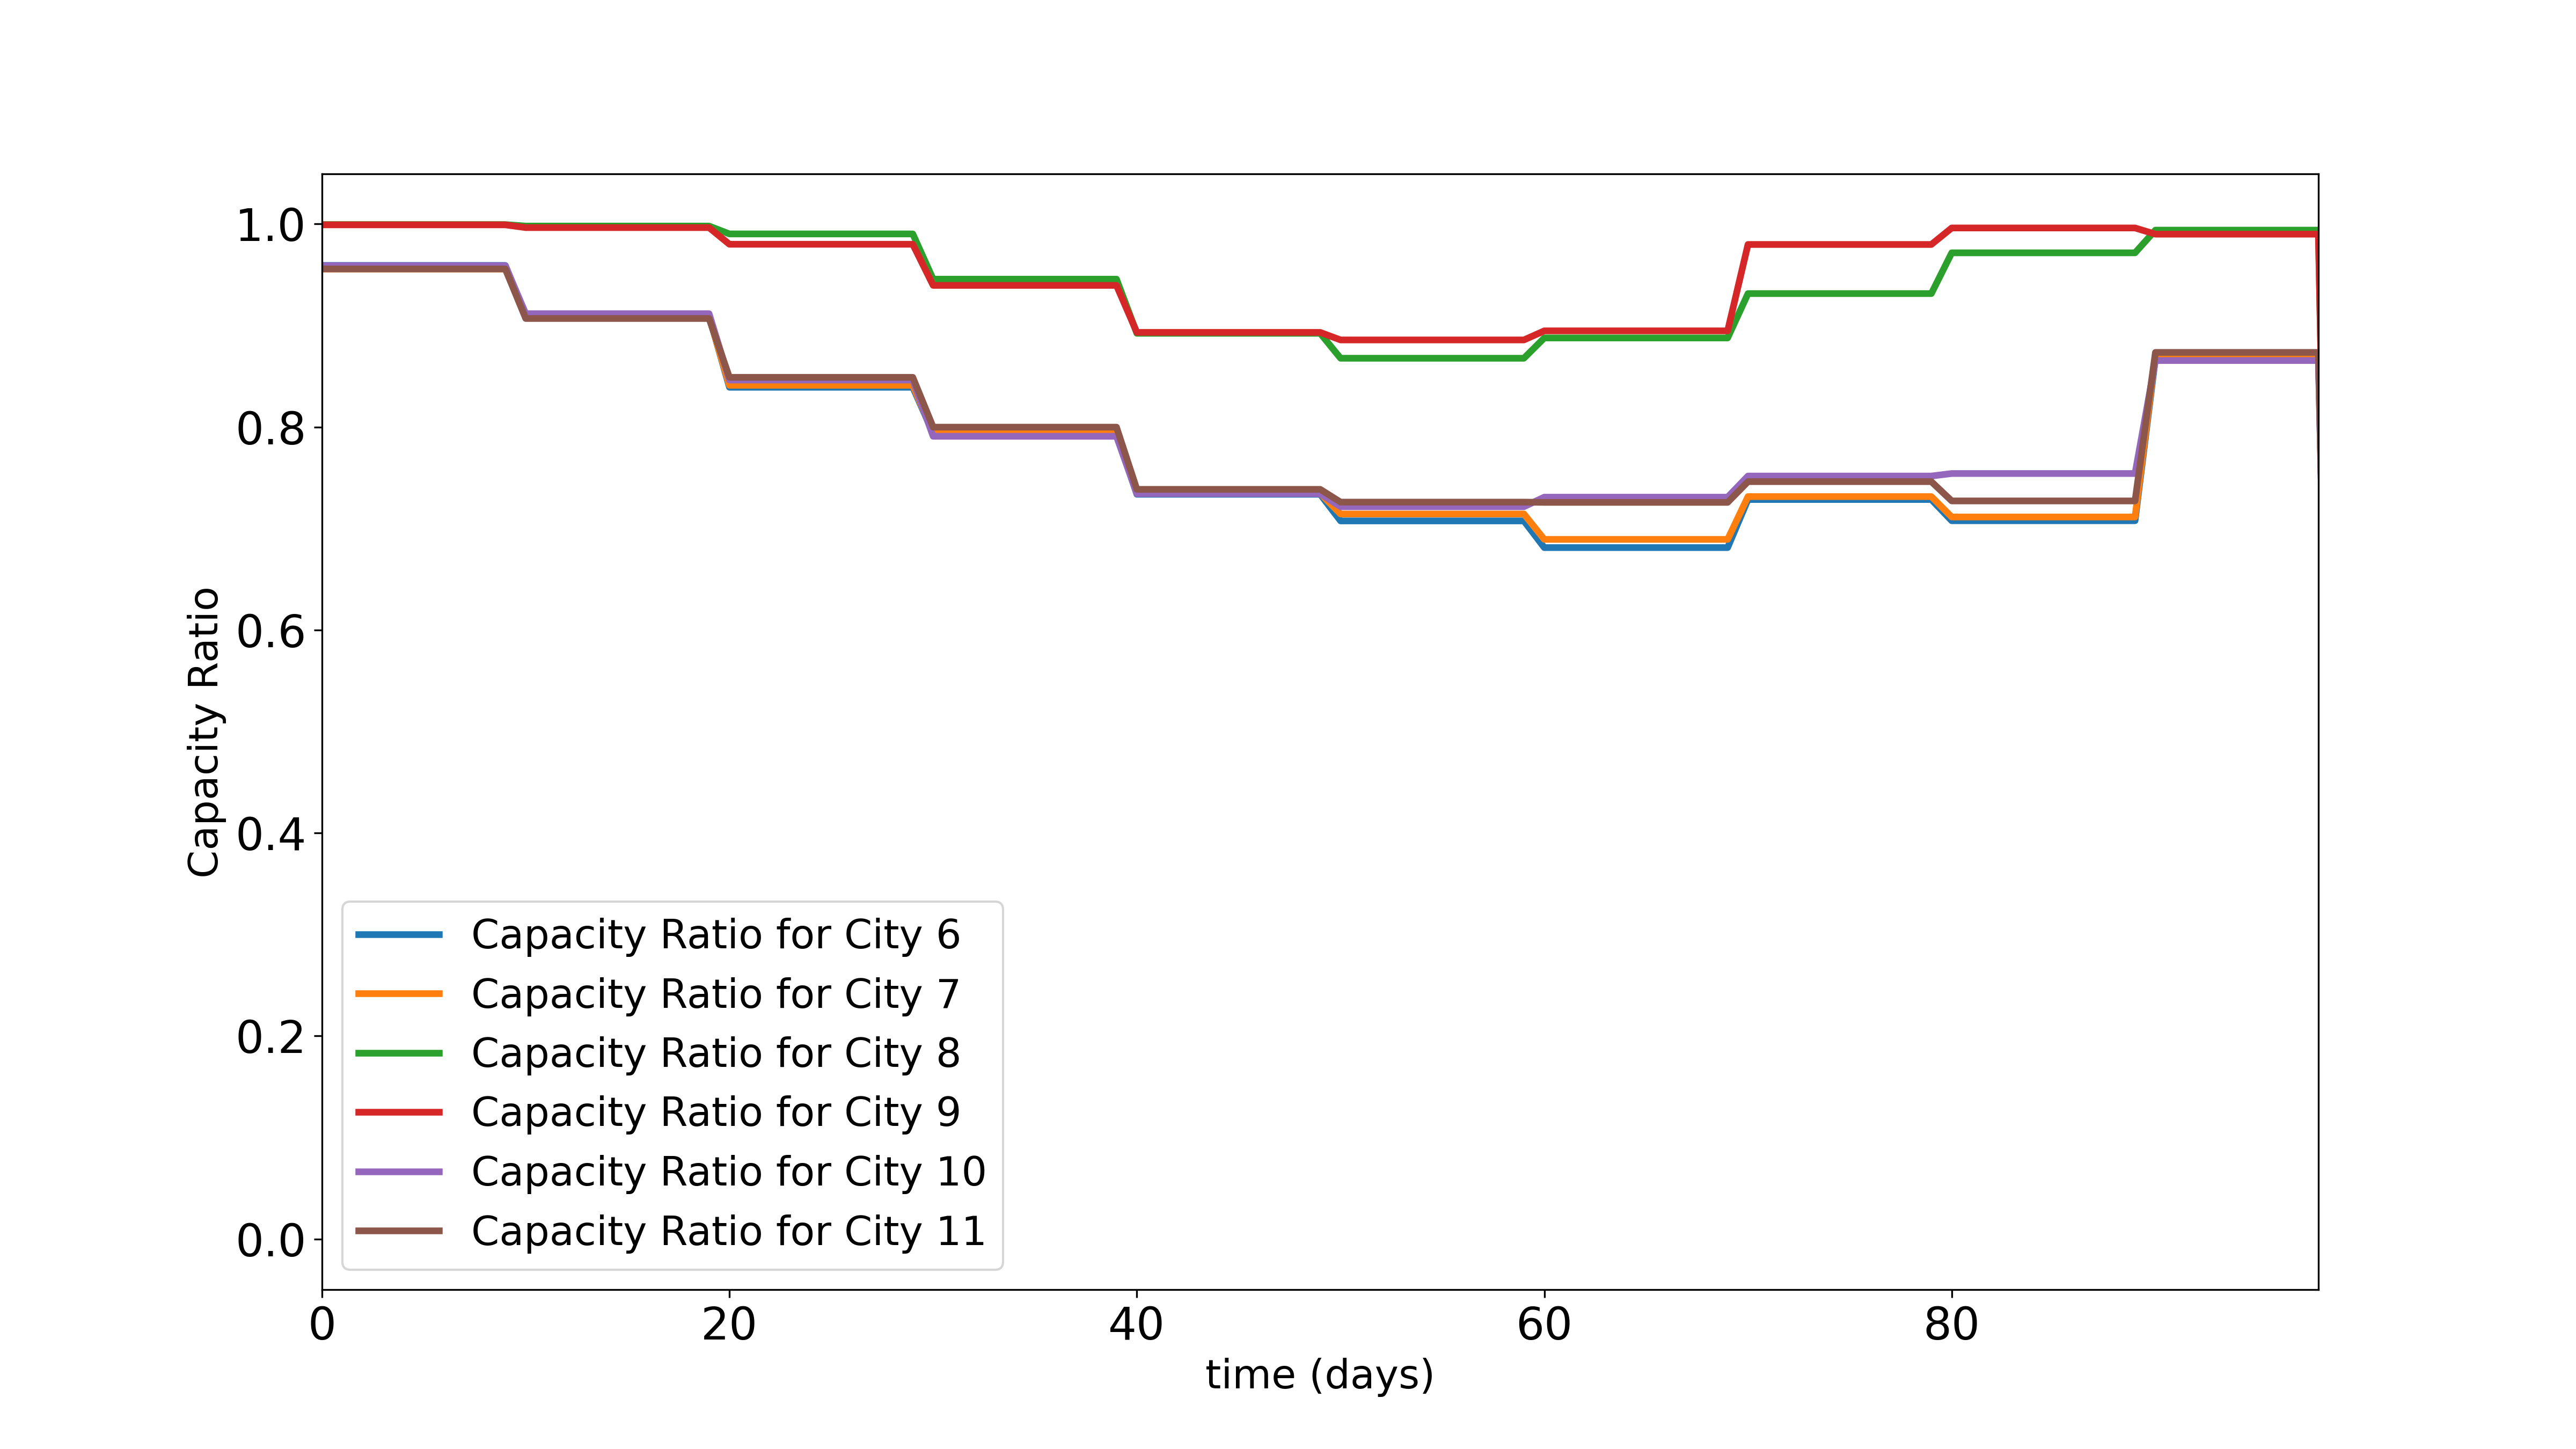 1.0
0.8
0.6
0.4
0.2
0.0
Capacity Ratio
Capacity Ratio for City 6
Capacity Ratio for City 7
Capacity Ratio for City 8
Capacity Ratio for City 9
Capacity Ratio for City 10
Capacity Ratio for City 11
0 20 40 60 80
time (days)